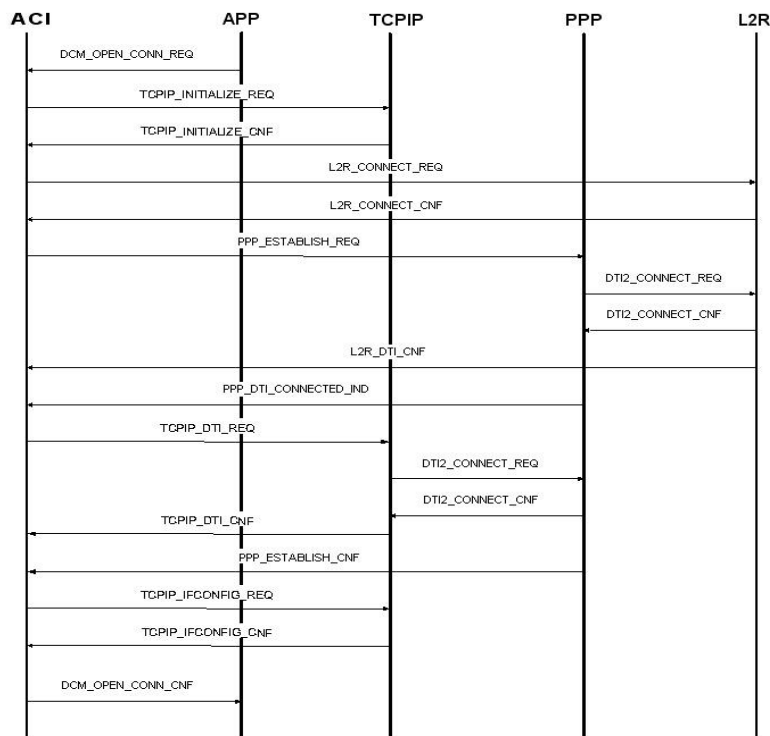 ACI APP TCPIP PPP L2R
DCM_OPEN_CONN_REQ
TCPIP_INITIALIZE_REQ
TCPIP_INITIALIZE_CNF
L2R_CONNECT_REQ
L2R_CONNECT_CNF
PPP_ESTABLISH_REQ
DTI2_CONNECT_REQ
DTI2_CONNECT_CNF
L2R_DTI_CNF
PPP_DTI_CONNECTED_IND
TCPIP_DTI_REQ
DTI2_CONNECT_REQ
DTI2_CONNECT_CNF
TCPIP_DTI_CNF
PPP_ESTABLISH_CNF
TCPIP_IFCONFIG_REQ
TCPIP_IFCONFIG_CNF
DCM_OPEN_CONN_CNF